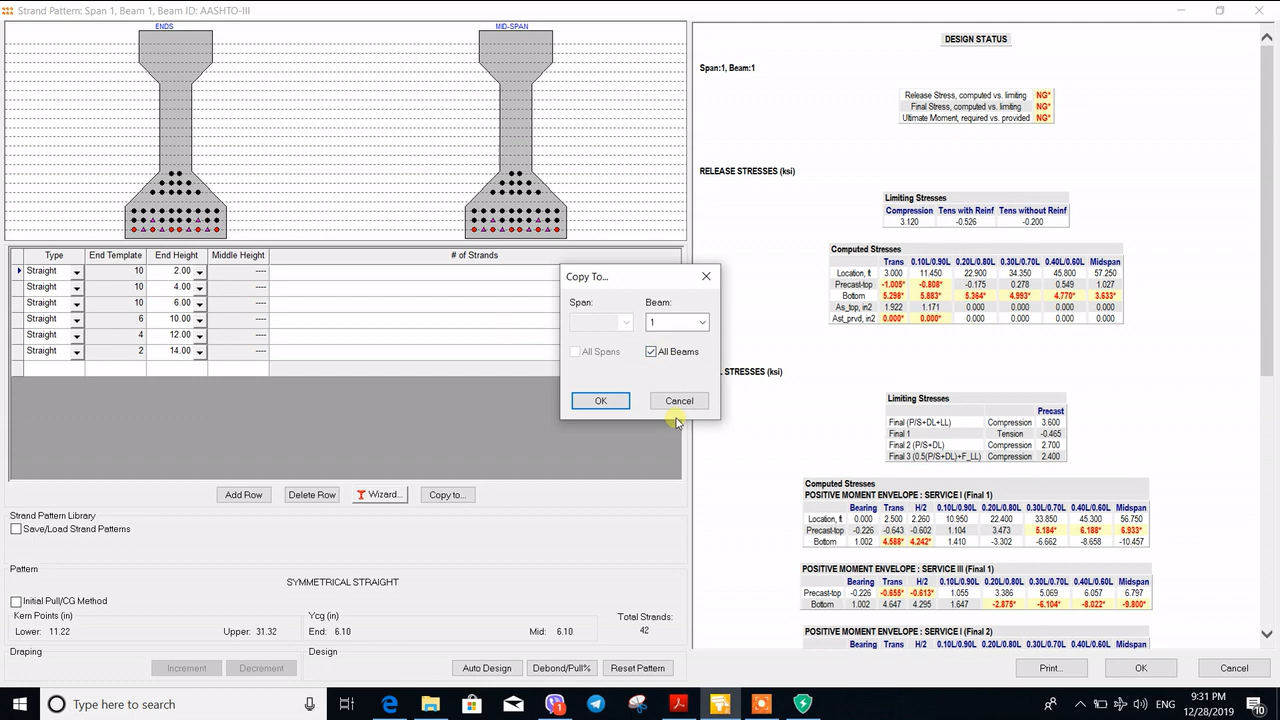 Strand Pattern: Span 1, Beam 1, Beam ID: AASHTO-III
ENDS MID-SPAN
Type End Template End Height Middle Height # of Strands
Straight 10 2.00 ----
Straight 10 4.00 ----
Straight 10 6.00 ----
Straight 6 10.00 ----
Straight 4 12.00 ----
Straight 2 14.00 ----
Copy To...
Span: Beam:
1
All Spans All Beams
OK Cancel
Add Row Delete Row Wizard... Copy to...
Strand Pattern Library
Save/Load Strand Patterns
Pattern
SYMMETRICAL STRAIGHT
Initial Pull/CG Method
Kern Points (in) Ycg (in) Total Strands:
Lower: 11.22 Upper: 31.32 End: 6.10 Mid: 6.10 42
Draping Design
Increment Decrement Auto Design Debond/Pull% Reset Pattern
DESIGN STATUS
Span:1, Beam:1
Release Stress, computed vs. limiting NG*
Final Stress, computed vs. limiting NG*
Ultimate Moment, required vs. provided NG*
RELEASE STRESSES (ksi)
Limiting Stresses
Compression Tens with Reinf Tens without Reinf
3.120 -0.526 -0.200
Computed Stresses
Trans 0.10L/0.90L 0.20L/0.80L 0.30L/0.70L 0.40L/0.60L Midspan
Location, ft 3.000 11.450 22.900 34.350 45.800 57.250
Precast-top -1.005* -0.808* -0.175 0.278 0.549 1.027
Bottom 5.298* 5.883* 5.364* 4.993* 4.770* 3.633*
As_top, in2 1.922 1.171 0.000 0.000 0.000 0.000
Ast_prvd, in2 0.000* 0.000* 0.000 0.000 0.000 0.000
STRESSES (ksi)
Limiting Stresses
Precast
Final (P/S+DL+LL) Compression 3.600
Final 1 Tension -0.465
Final 2 (P/S+DL) Compression 2.700
Final 3 (0.5(P/S+DL)+F_LL) Compression 2.400
Computed Stresses
POSITIVE MOMENT ENVELOPE : SERVICE I (Final 1)
Bearing Trans H/2 0.10L/0.90L 0.20L/0.80L 0.30L/0.70L 0.40L/0.60L Midspan
Location, ft 0.000 2.500 2.260 10.950 22.400 33.850 45.300 56.750
Precast-top -0.226 -0.643 -0.602 1.104 3.473 5.184* 6.188* 6.933*
Bottom 1.002 4.588* 4.242* 1.410 -3.302 -6.662 -8.658 -10.457
POSITIVE MOMENT ENVELOPE : SERVICE III (Final 1)
Bearing Trans H/2 0.10L/0.90L 0.20L/0.80L 0.30L/0.70L 0.40L/0.60L Midspan
Precast-top -0.226 -0.655* -0.613* 1.055 3.386 5.069 6.057 6.797
Bottom 1.002 4.647 4.295 1.647 -2.875* -6.104* -8.022* -9.800*
POSITIVE MOMENT ENVELOPE : SERVICE I (Final 2)
Bearing Trans H/2 0.10L/0.90L 0.20L/0.80L 0.30L/0.70L 0.40L/0.60L Midspan
Print... OK Cancel
Type here to search
ENG
9:31 PM
12/28/2019
10